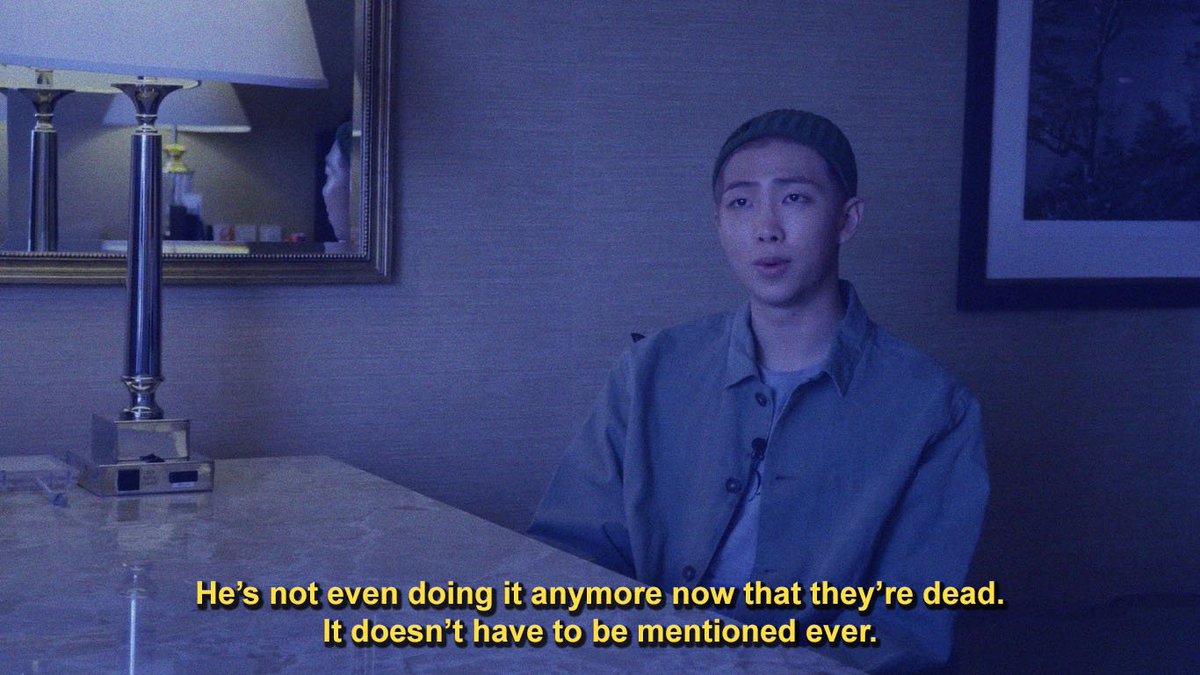 He's not even doing it anymore now that they're dead.
It doesn't have to be mentioned ever.